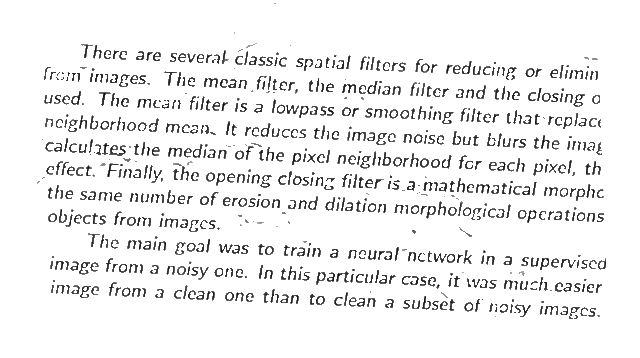 There are several classic spatial filters for reducing or elimin
from images. The mean filter, the median filter and the closing o
used. The mean filter is a lowpass or smoothing filter that replace
neighborhood mean. It reduces the image noise but blurs the imag
calculates the median of the pixel neighborhood for each pixel, th
effect. Finally, the opening closing filter is a mathematical morpho
the same number of erosion and dilation morphological operations
objects from images.
The main goal was to train a neural network in a supervised
image from a noisy one. In this particular case, it was much easier
image from a clean one than to clean a subset of noisy images.